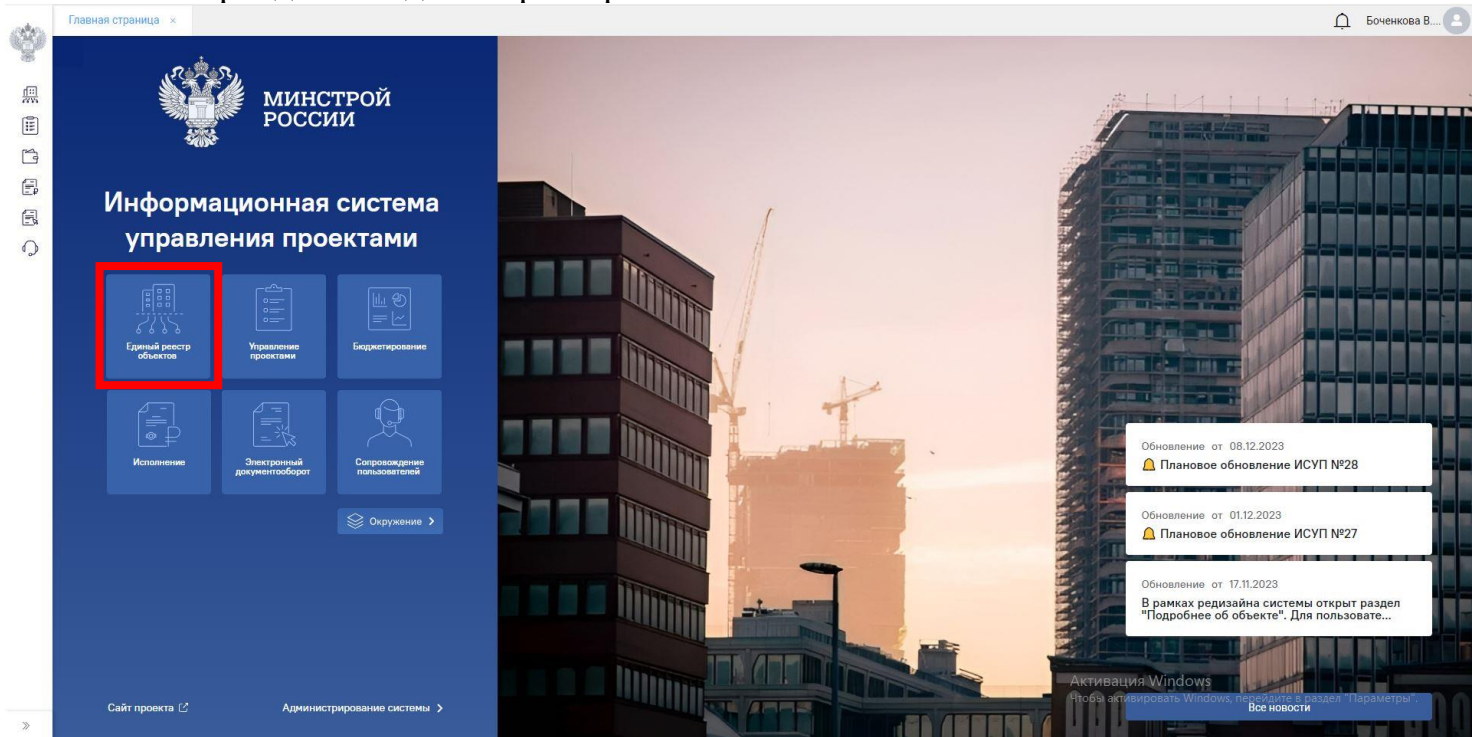 Главная страница ×
Боченкова В....
МИНСТРОЙ
РОССИИ
Информационная система
управления проектами
Единый реестр
объектов
Управление
проектами
Бюджетирование
Исполнение
Электронный
документооборот
Сопровождение
пользователей
Окружение >
Обновление от 08.12.2023
Плановое обновление ИСУП №28
Обновление от 01.12.2023
Плановое обновление ИСУП №27
Обновление от 17.11.2023
В рамках редизайна системы открыт раздел
"Подробнее об объекте". Для пользовате...
Активация Windows
Чтобы активировать Windows, перейдите в раздел "Параметры".
Все новости
Сайт проекта
Администрирование системы >